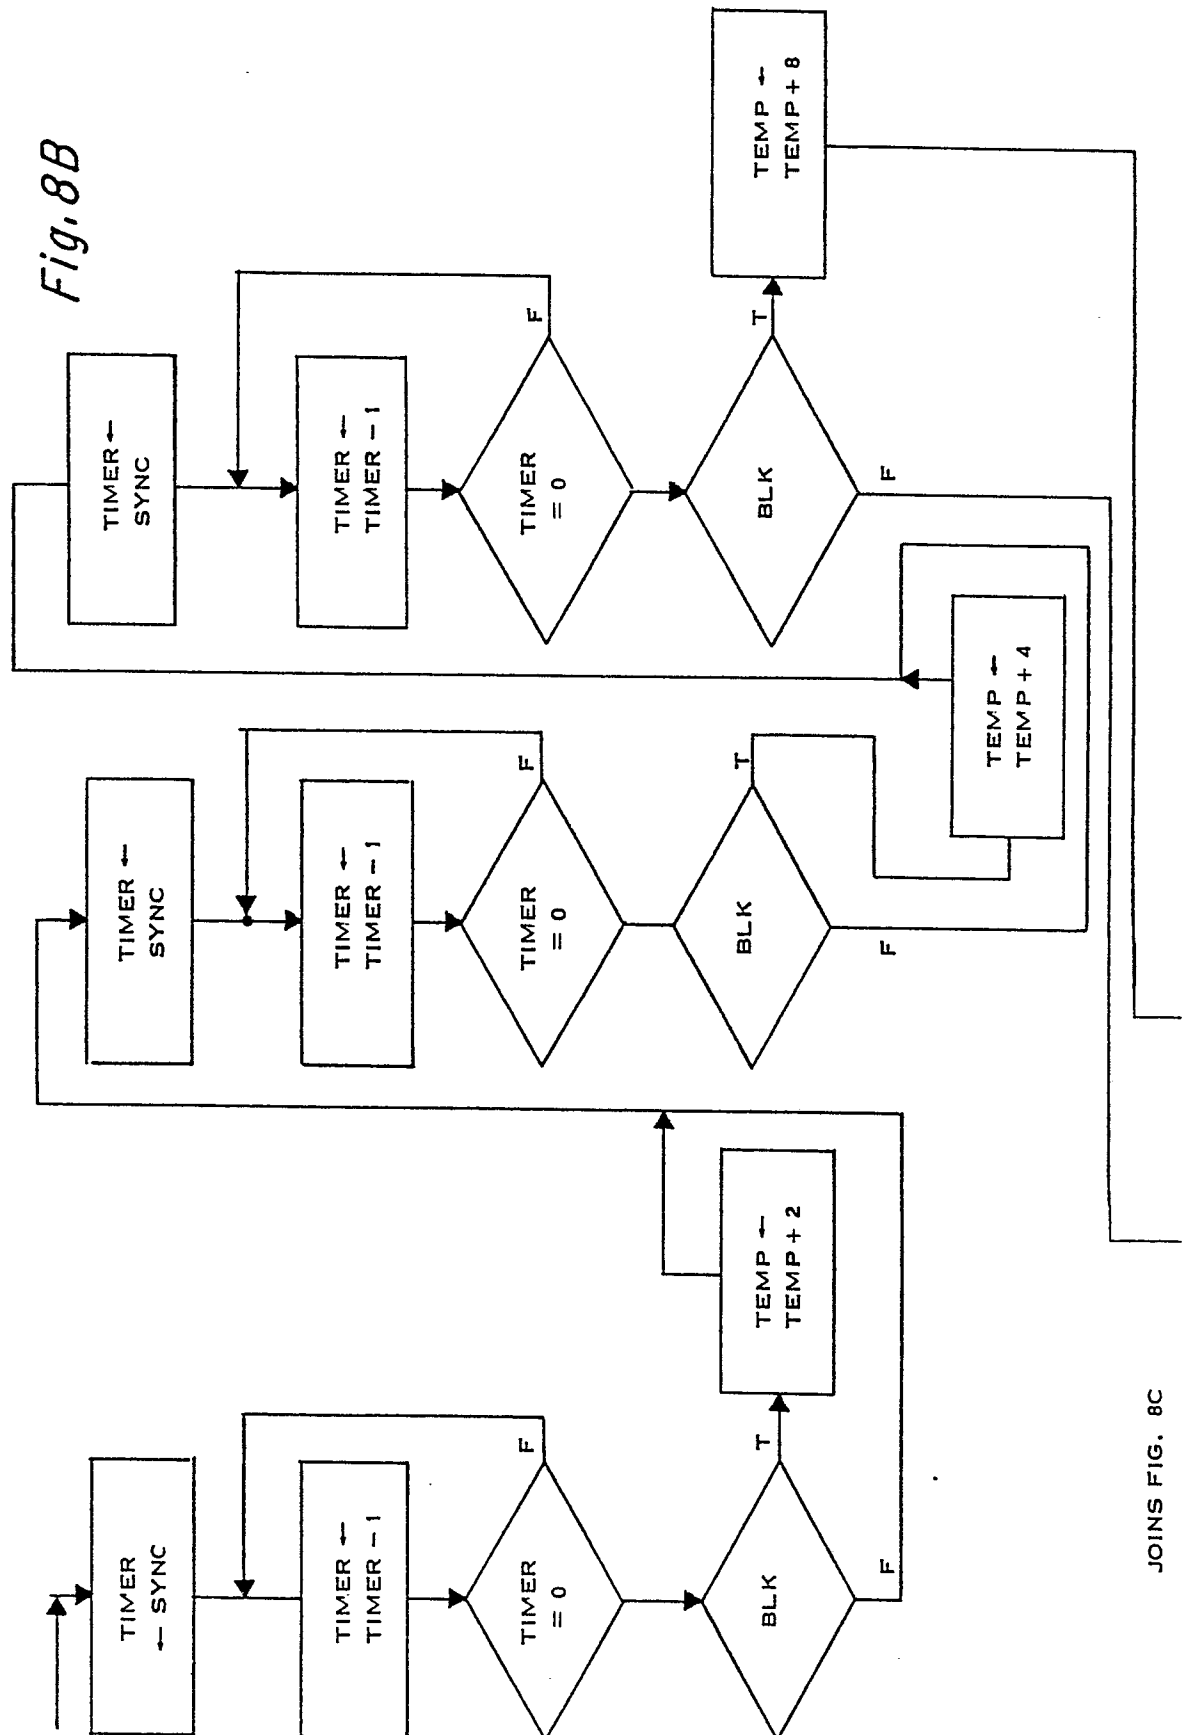 Fig. 8B
TIMER
← SYNC
TIMER ←
TIMER – 1
TIMER
= 0
F
BLK
T
F
TEMP ←
TEMP + 2
TIMER ←
SYNC
TIMER ←
TIMER – 1
TIMER
= 0
F
BLK
T
F
TEMP ←
TEMP + 4
TIMER ←
SYNC
TIMER ←
TIMER – 1
TIMER
= 0
F
BLK
T
F
TEMP ←
TEMP + 8
JOINS FIG. 8C